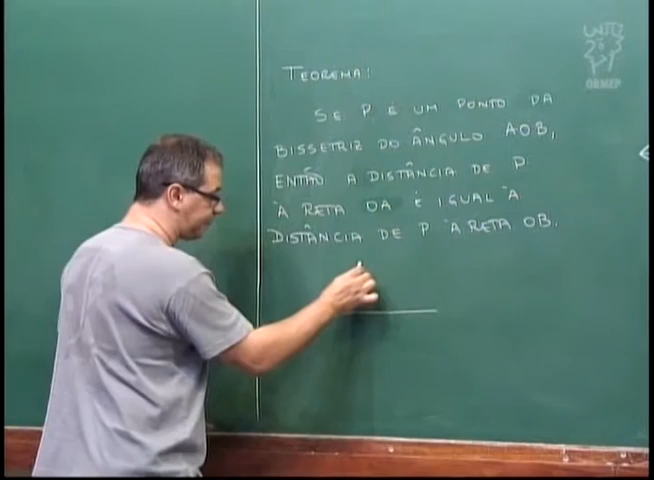 TEOREMA:
SE P É UM PONTO DA
BISSETRIZ DO ÂNGULO AOB,
ENTÃO A DISTÂNCIA DE P
À RETA OA É IGUAL À
DISTÂNCIA DE P À RETA OB.
OBMEP